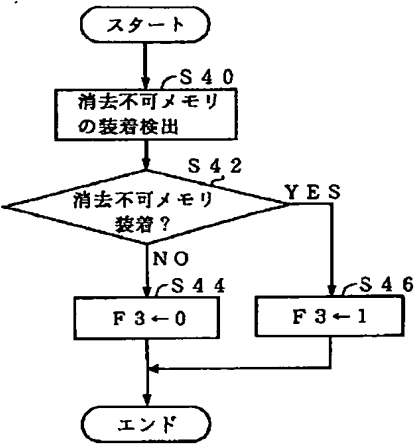 スタート
S40
消去不可メモリ
の装着検出
S42
消去不可メモリ
装着？
YES
NO
S44
F3←0
S46
F3←1
エンド